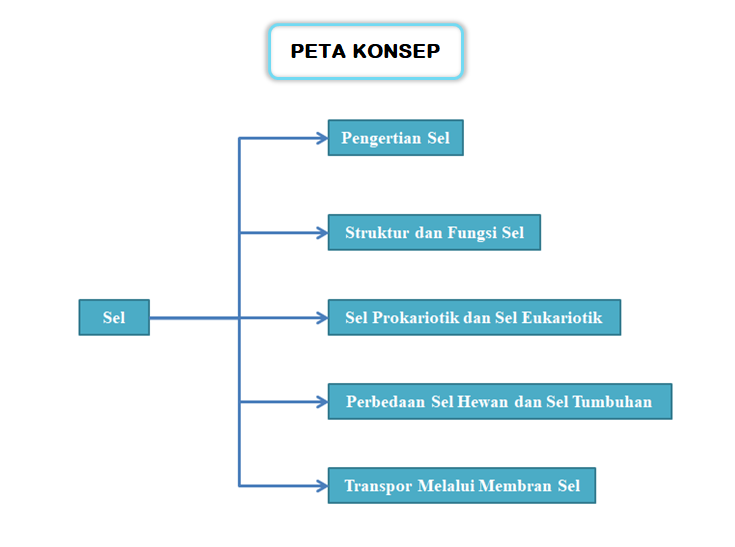 PETA KONSEP
Pengertian Sel
Struktur dan Fungsi Sel
Sel
Sel Prokariotik dan Sel Eukariotik
Perbedaan Sel Hewan dan Sel Tumbuhan
Transpor Melalui Membran Sel